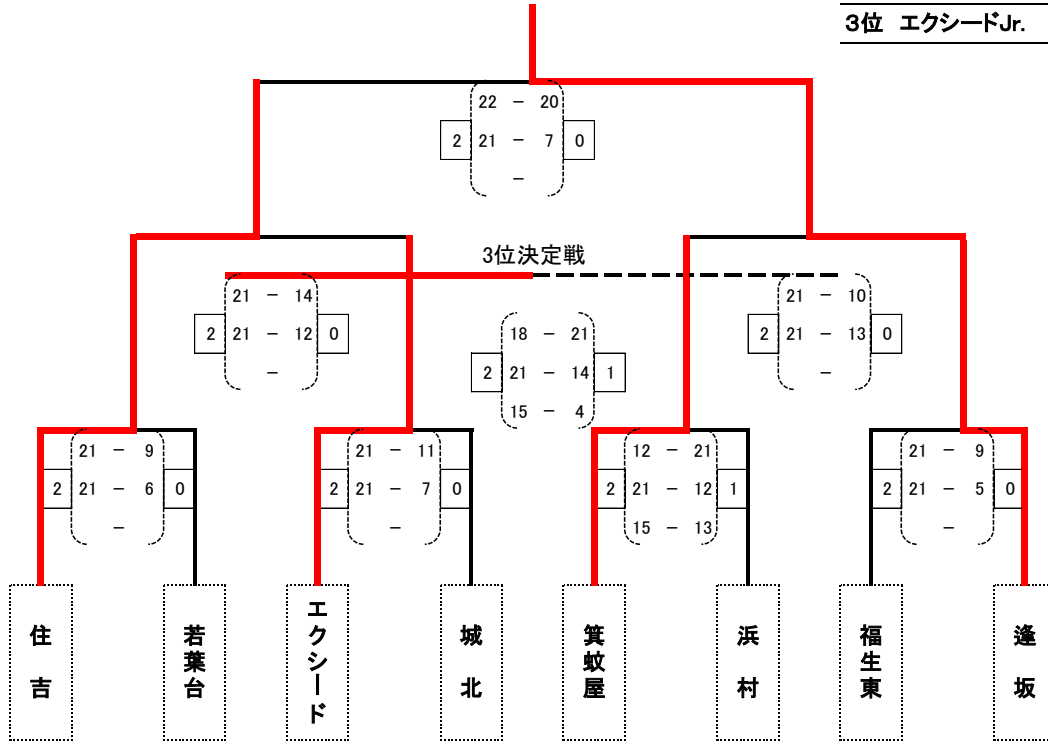 3位 エクシードJr.
22 － 20
2 21 － 7 0
－
3位決定戦
21 － 14
2 21 － 12 0
－
18 － 21
2 21 － 14 1
15 － 4
21 － 10
2 21 － 13 0
－
21 － 9
2 21 － 6 0
－
21 － 11
2 21 － 7 0
－
12 － 21
2 21 － 12 1
15 － 13
21 － 9
2 21 － 5 0
－
住吉
若葉台
エクシード
城北
箕蚊屋
浜村
福生東
逢坂